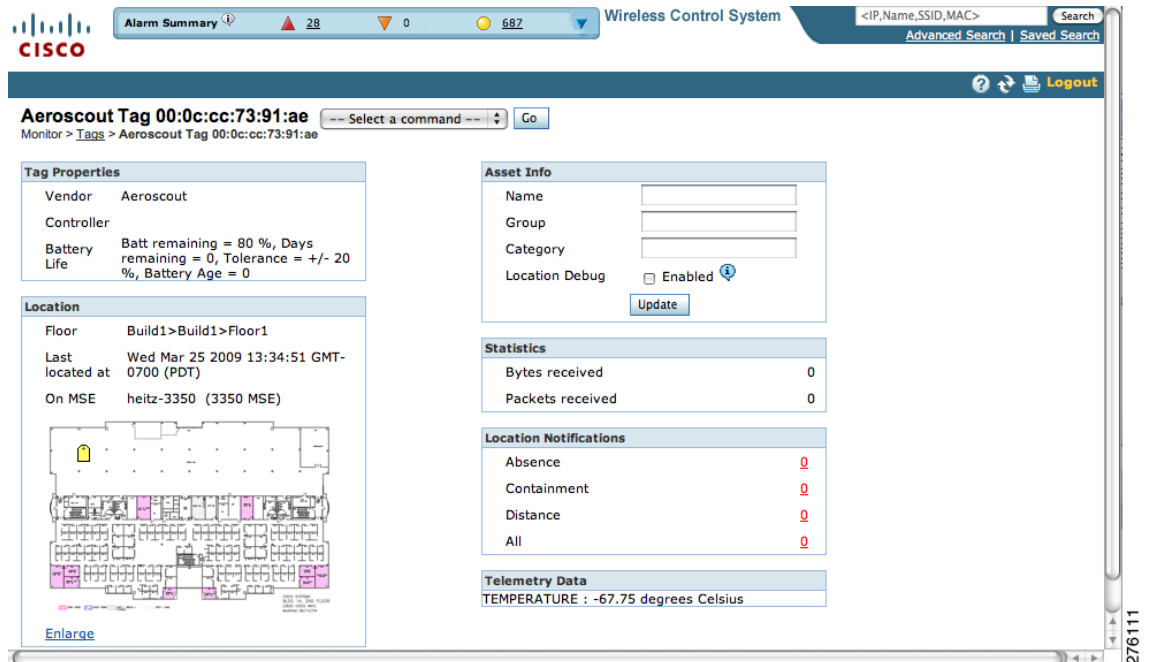 Alarm Summary 28 0 687
Wireless Control System
<IP,Name,SSID,MAC> Search
Advanced Search | Saved Search
CISCO
Logout
Aeroscout Tag 00:0c:cc:73:91:ae -- Select a command -- Go
Monitor > Tags > Aeroscout Tag 00:0c:cc:73:91:ae
Tag Properties
Vendor Aeroscout
Controller
Battery Life Batt remaining = 80 %, Days
remaining = 0, Tolerance = +/- 20
%, Battery Age = 0
Location
Floor Build1>Build1>Floor1
Last located at Wed Mar 25 2009 13:34:51 GMT-
0700 (PDT)
On MSE heitz-3350 (3350 MSE)
Enlarge
Asset Info
Name
Group
Category
Location Debug Enabled
Update
Statistics
Bytes received 0
Packets received 0
Location Notifications
Absence 0
Containment 0
Distance 0
All 0
Telemetry Data
TEMPERATURE : -67.75 degrees Celsius
276111